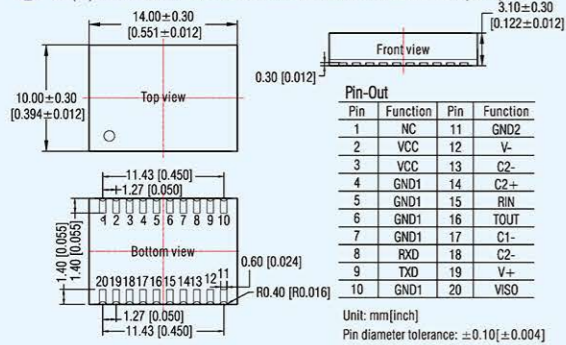 14.00±0.30
[0.551±0.012]
3.10±0.30
[0.122±0.012]
Front view
0.30 [0.012]
10.00±0.30
[0.394±0.012]
Top view
11.43 [0.450]
1.27 [0.050]
1 2 3 4 5 6 7 8 9 10
1.40 [0.055]
1.40 [0.055]
Bottom view
0.60 [0.024]
20 19 18 17 16 15 14 13 12 11
R0.40 [R0.016]
1.27 [0.050]
11.43 [0.450]
Pin-Out
Pin Function Pin Function
1 NC 11 GND2
2 VCC 12 V-
3 VCC 13 C2-
4 GND1 14 C2+
5 GND1 15 RIN
6 GND1 16 TOUT
7 GND1 17 C1-
8 RXD 18 C2-
9 TXD 19 V+
10 GND1 20 VISO
Unit: mm[inch]
Pin diameter tolerance: ±0.10[±0.004]